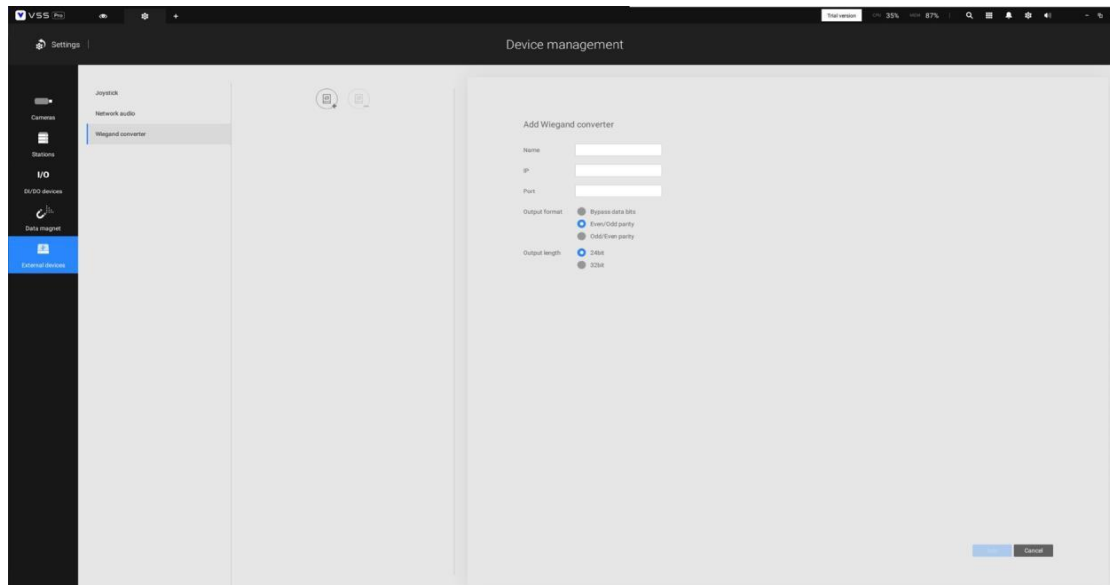 VSS Pro
Trial version
CPU 35% MEM 87%
Settings
Device management
Cameras
Stations
I/O
DI/DO devices
Data magnet
External devices
Joystick
Network audio
Wiegand converter
Add Wiegand converter
Name
IP
Port
Output format
Bypass data bits
Even/Odd parity
Odd/Even parity
Output length
24bit
32bit
Cancel